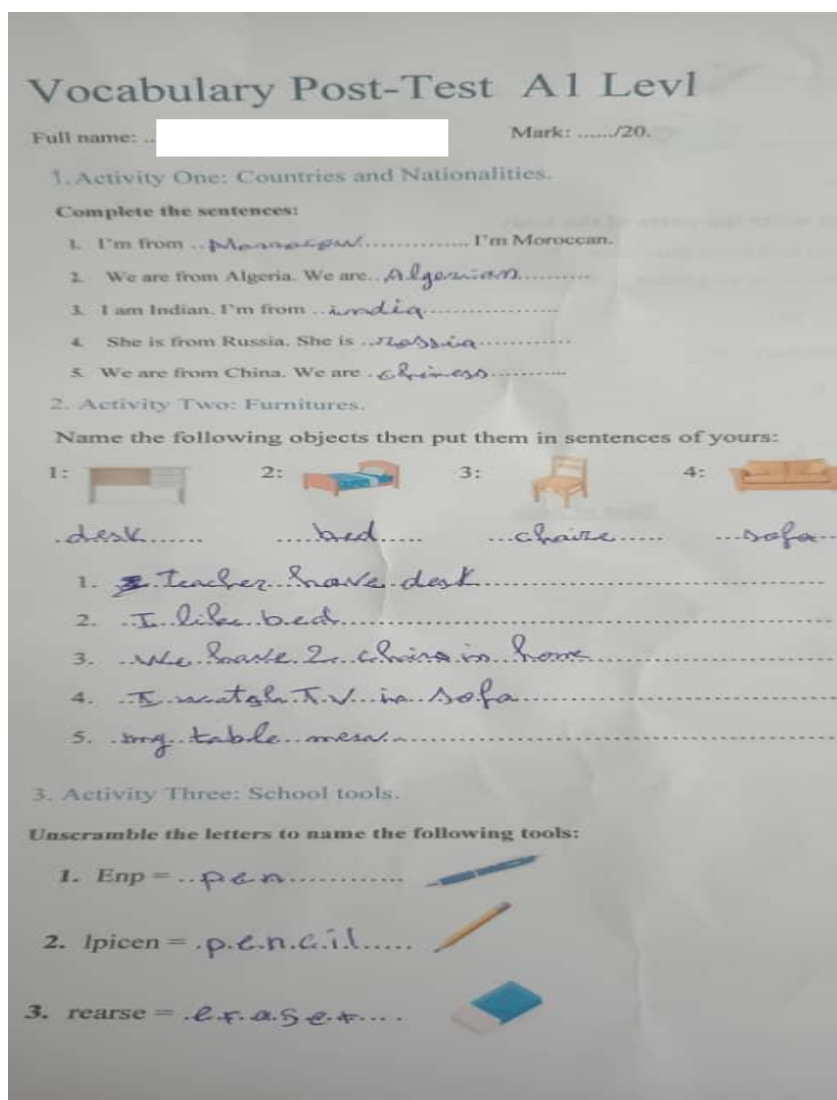 Vocabulary Post-Test A1 Levl
Full name: .. Mark: ....../20.
1. Activity One: Countries and Nationalities.
Complete the sentences:
1. I'm from .............. I'm Moroccan.
2. We are from Algeria. We are.. Algerian..........
3. I am Indian. I'm from ..india..................
4. She is from Russia. She is ..rossia............
5. We are from China. We are .chiness...........
2. Activity Two: Furnitures.
Name the following objects then put them in sentences of yours:
1: 2: 3: 4:
.desk...... ....bed..... ...chaire..... ...sofa..
1. Teacher have desk
2. I like bed
3. We have 2 in home
4. I watch T.V in sofa
5. my table
3. Activity Three: School tools.
Unscramble the letters to name the following tools:
1. Enp = ..pen............
2. lpicen = .p.e.n.c.i.l.....
3. rearse = .e.r.a.s.e.r....